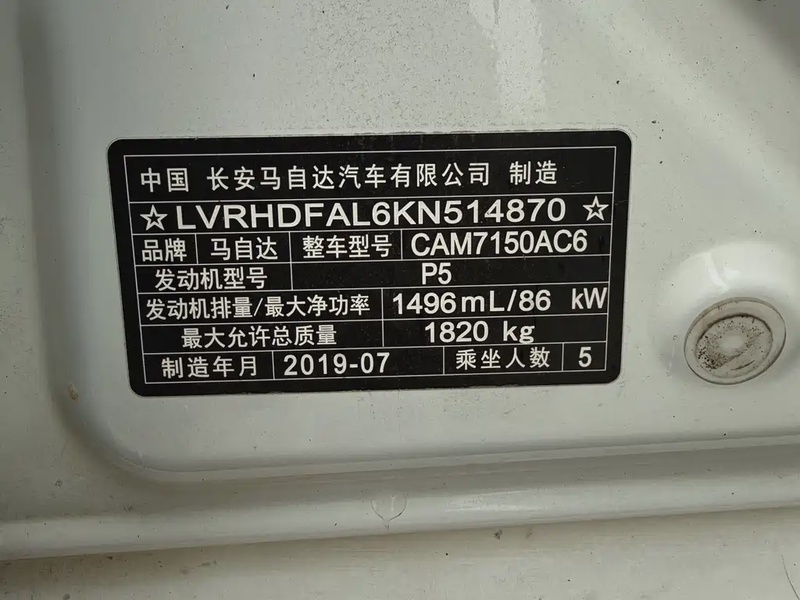 中国 长安马自达汽车有限公司 制造
☆LVRHDFAL6KN514870☆
品牌 马自达 整车型号 CAM7150AC6
发动机型号 P5
发动机排量/最大净功率 1496mL/86 kW
最大允许总质量 1820 kg
制造年月 2019-07 乘坐人数 5